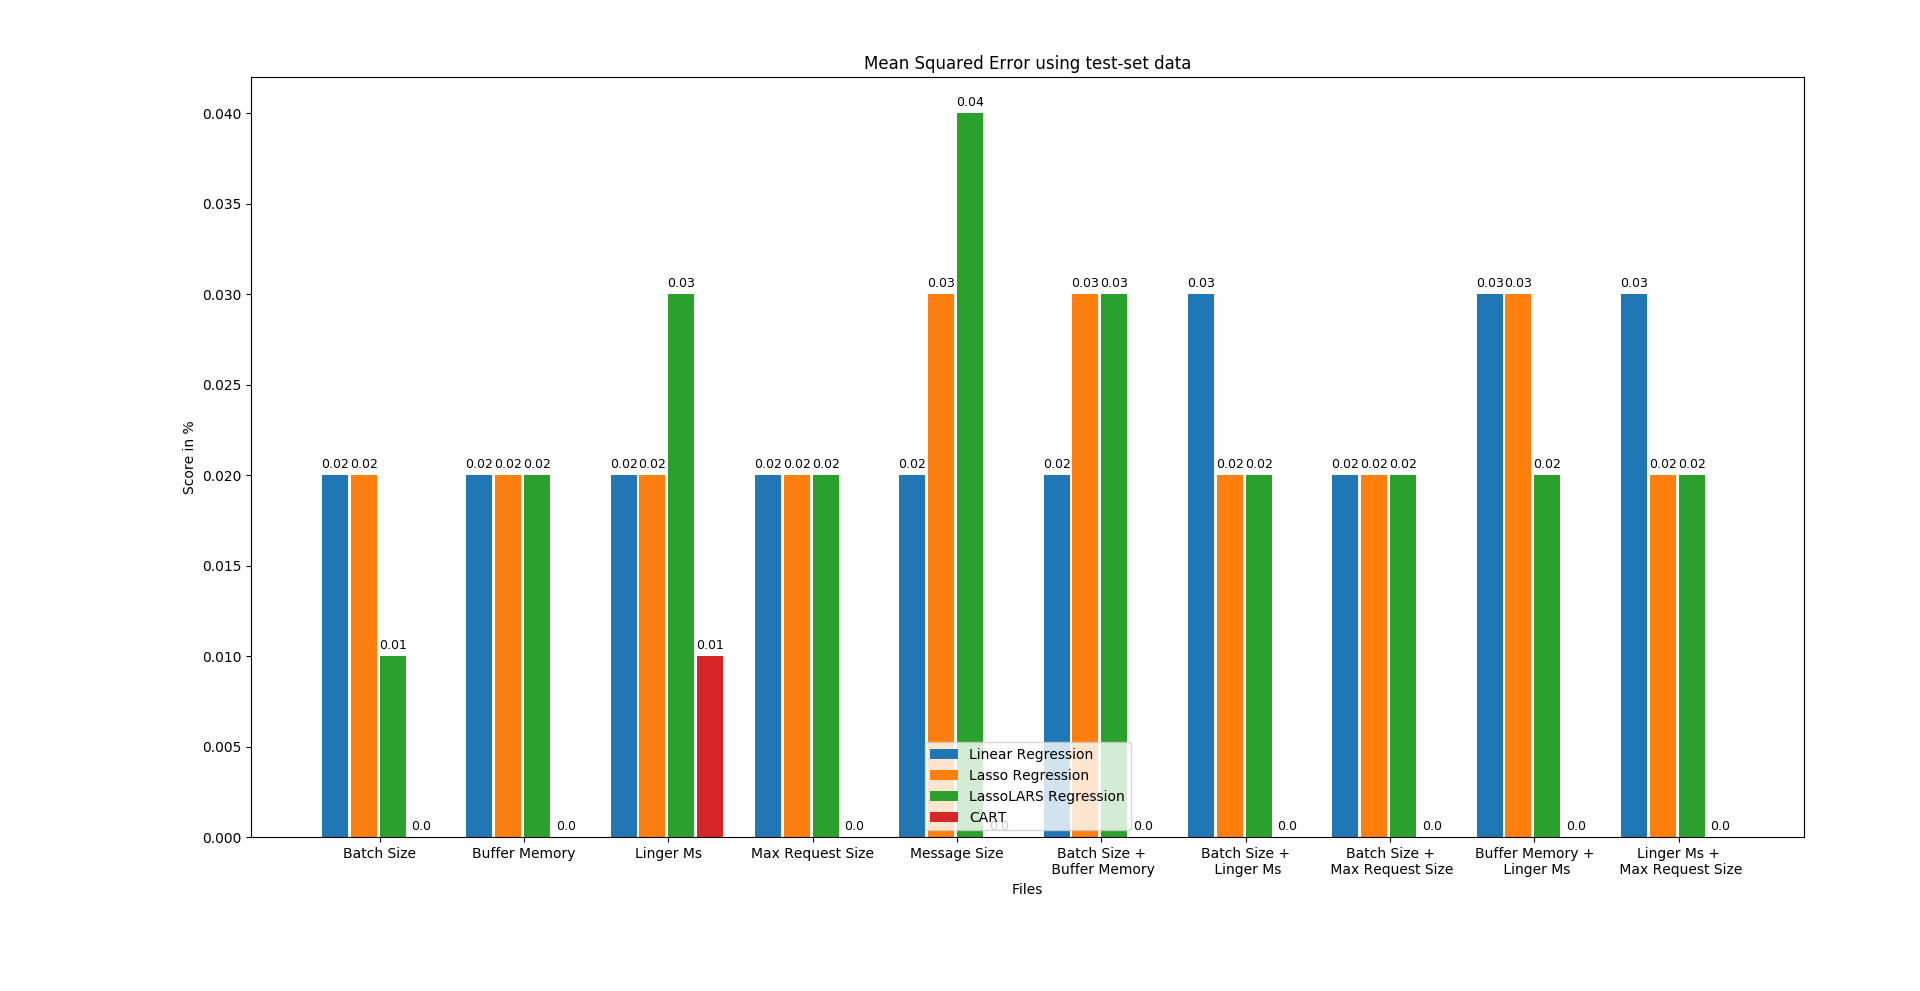 Mean Squared Error using test-set data
Score in %
0.040
0.035
0.030
0.025
0.020
0.015
0.010
0.005
0.000
0.02 0.02 0.01 0.0
0.02 0.02 0.02 0.0
0.02 0.02 0.03 0.01
0.02 0.02 0.02 0.0
0.02 0.03 0.04 0.0
0.02 0.03 0.03 0.0
0.03 0.02 0.02 0.0
0.02 0.02 0.02 0.0
0.03 0.03 0.02 0.0
0.03 0.02 0.02 0.0
Linear Regression
Lasso Regression
LassoLARS Regression
CART
Batch Size
Buffer Memory
Linger Ms
Max Request Size
Message Size
Batch Size +
Buffer Memory
Batch Size +
Linger Ms
Batch Size +
Max Request Size
Buffer Memory +
Linger Ms
Linger Ms +
Max Request Size
Files